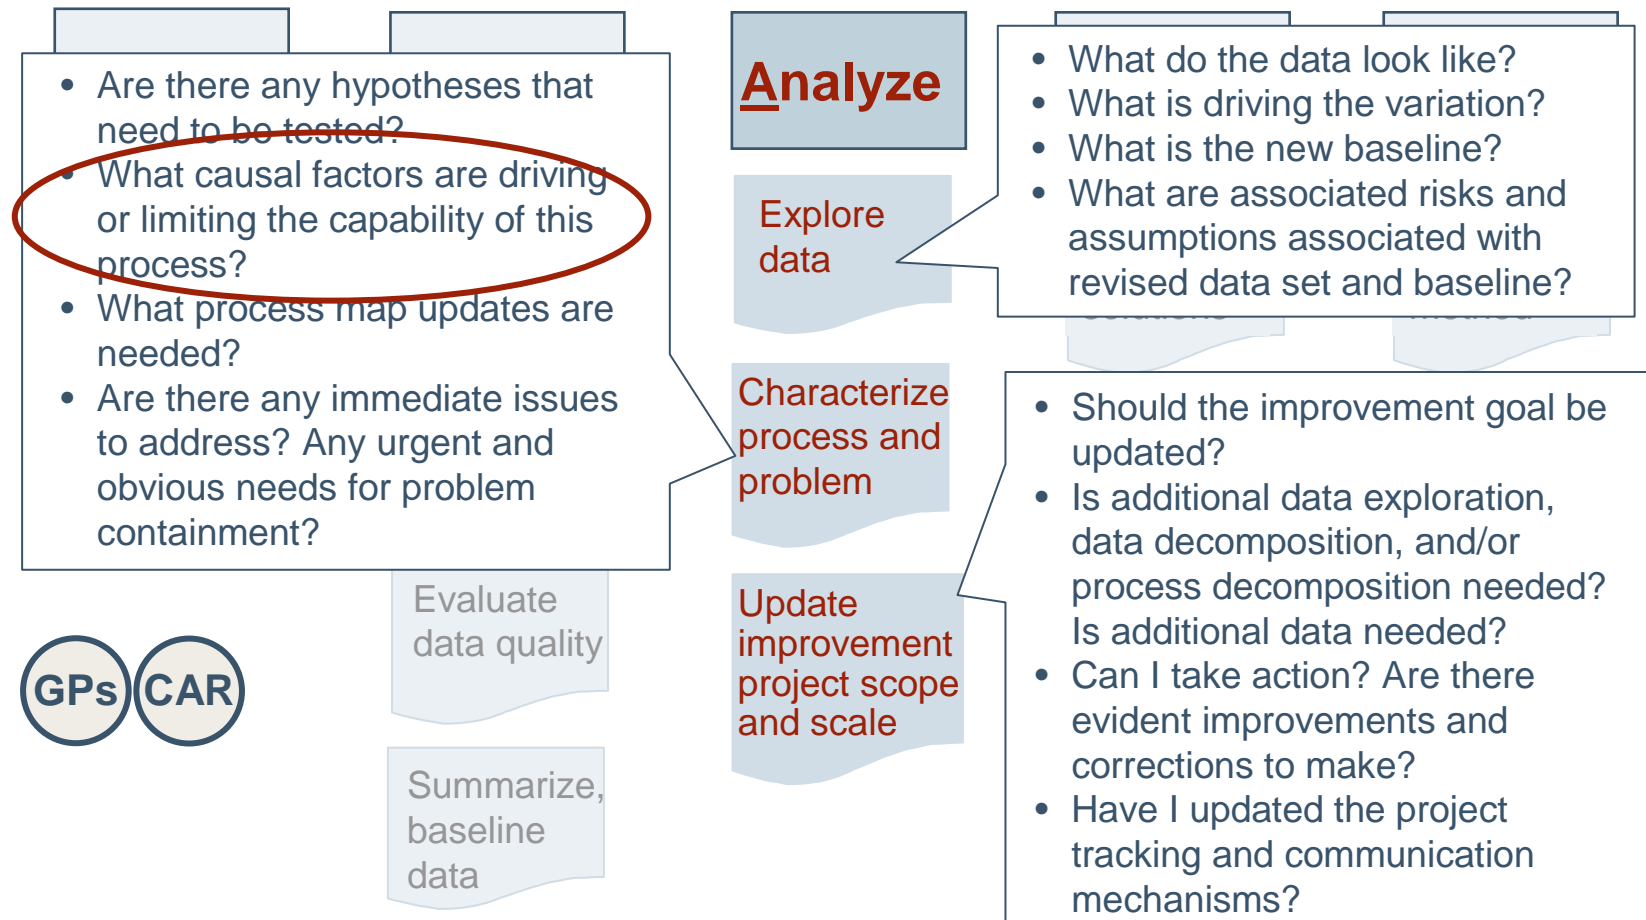 • Are there any hypotheses that
need to be tested?
• What causal factors are driving
or limiting the capability of this
process?
• What process map updates are
needed?
• Are there any immediate issues
to address? Any urgent and
obvious needs for problem
containment?
GPs
CAR
Evaluate
data quality
Summarize,
baseline
data
Analyze
Explore
data
Characterize
process and
problem
Update
improvement
project scope
and scale
• What do the data look like?
• What is driving the variation?
• What is the new baseline?
• What are associated risks and
assumptions associated with
revised data set and baseline?
solutions
method
• Should the improvement goal be
updated?
• Is additional data exploration,
data decomposition, and/or
process decomposition needed?
Is additional data needed?
• Can I take action? Are there
evident improvements and
corrections to make?
• Have I updated the project
tracking and communication
mechanisms?